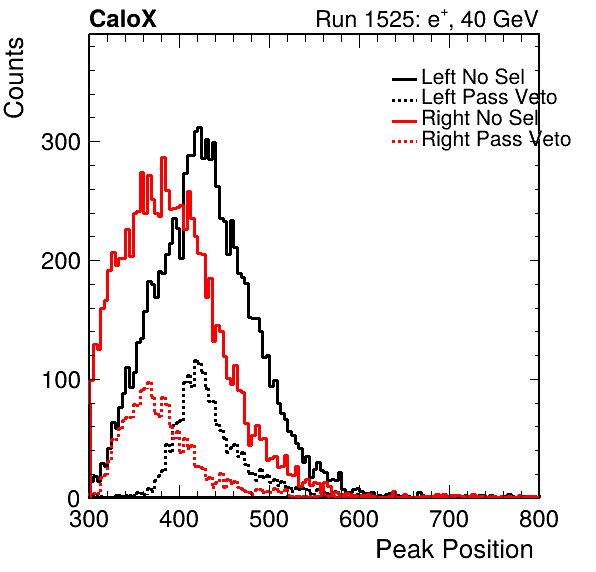 CaloX Run 1525: e+, 40 GeV
Counts
Left No Sel
Left Pass Veto
Right No Sel
Right Pass Veto
300
200
100
0
300 400 500 600 700 800
Peak Position